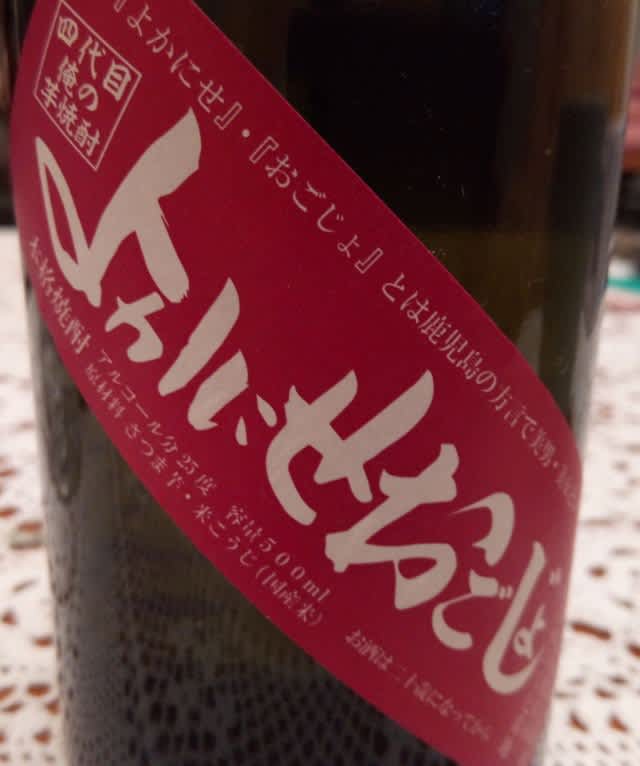 『よかにせ』・『おごじょ』とは鹿児島の方言で美男・
四代目
俺の
芋焼酎
よかにせおごじょ
本格焼酎 アルコール分25度 容量500ml
原材料 さつま芋・米こうじ(国産米)
お酒は二十歳になってから